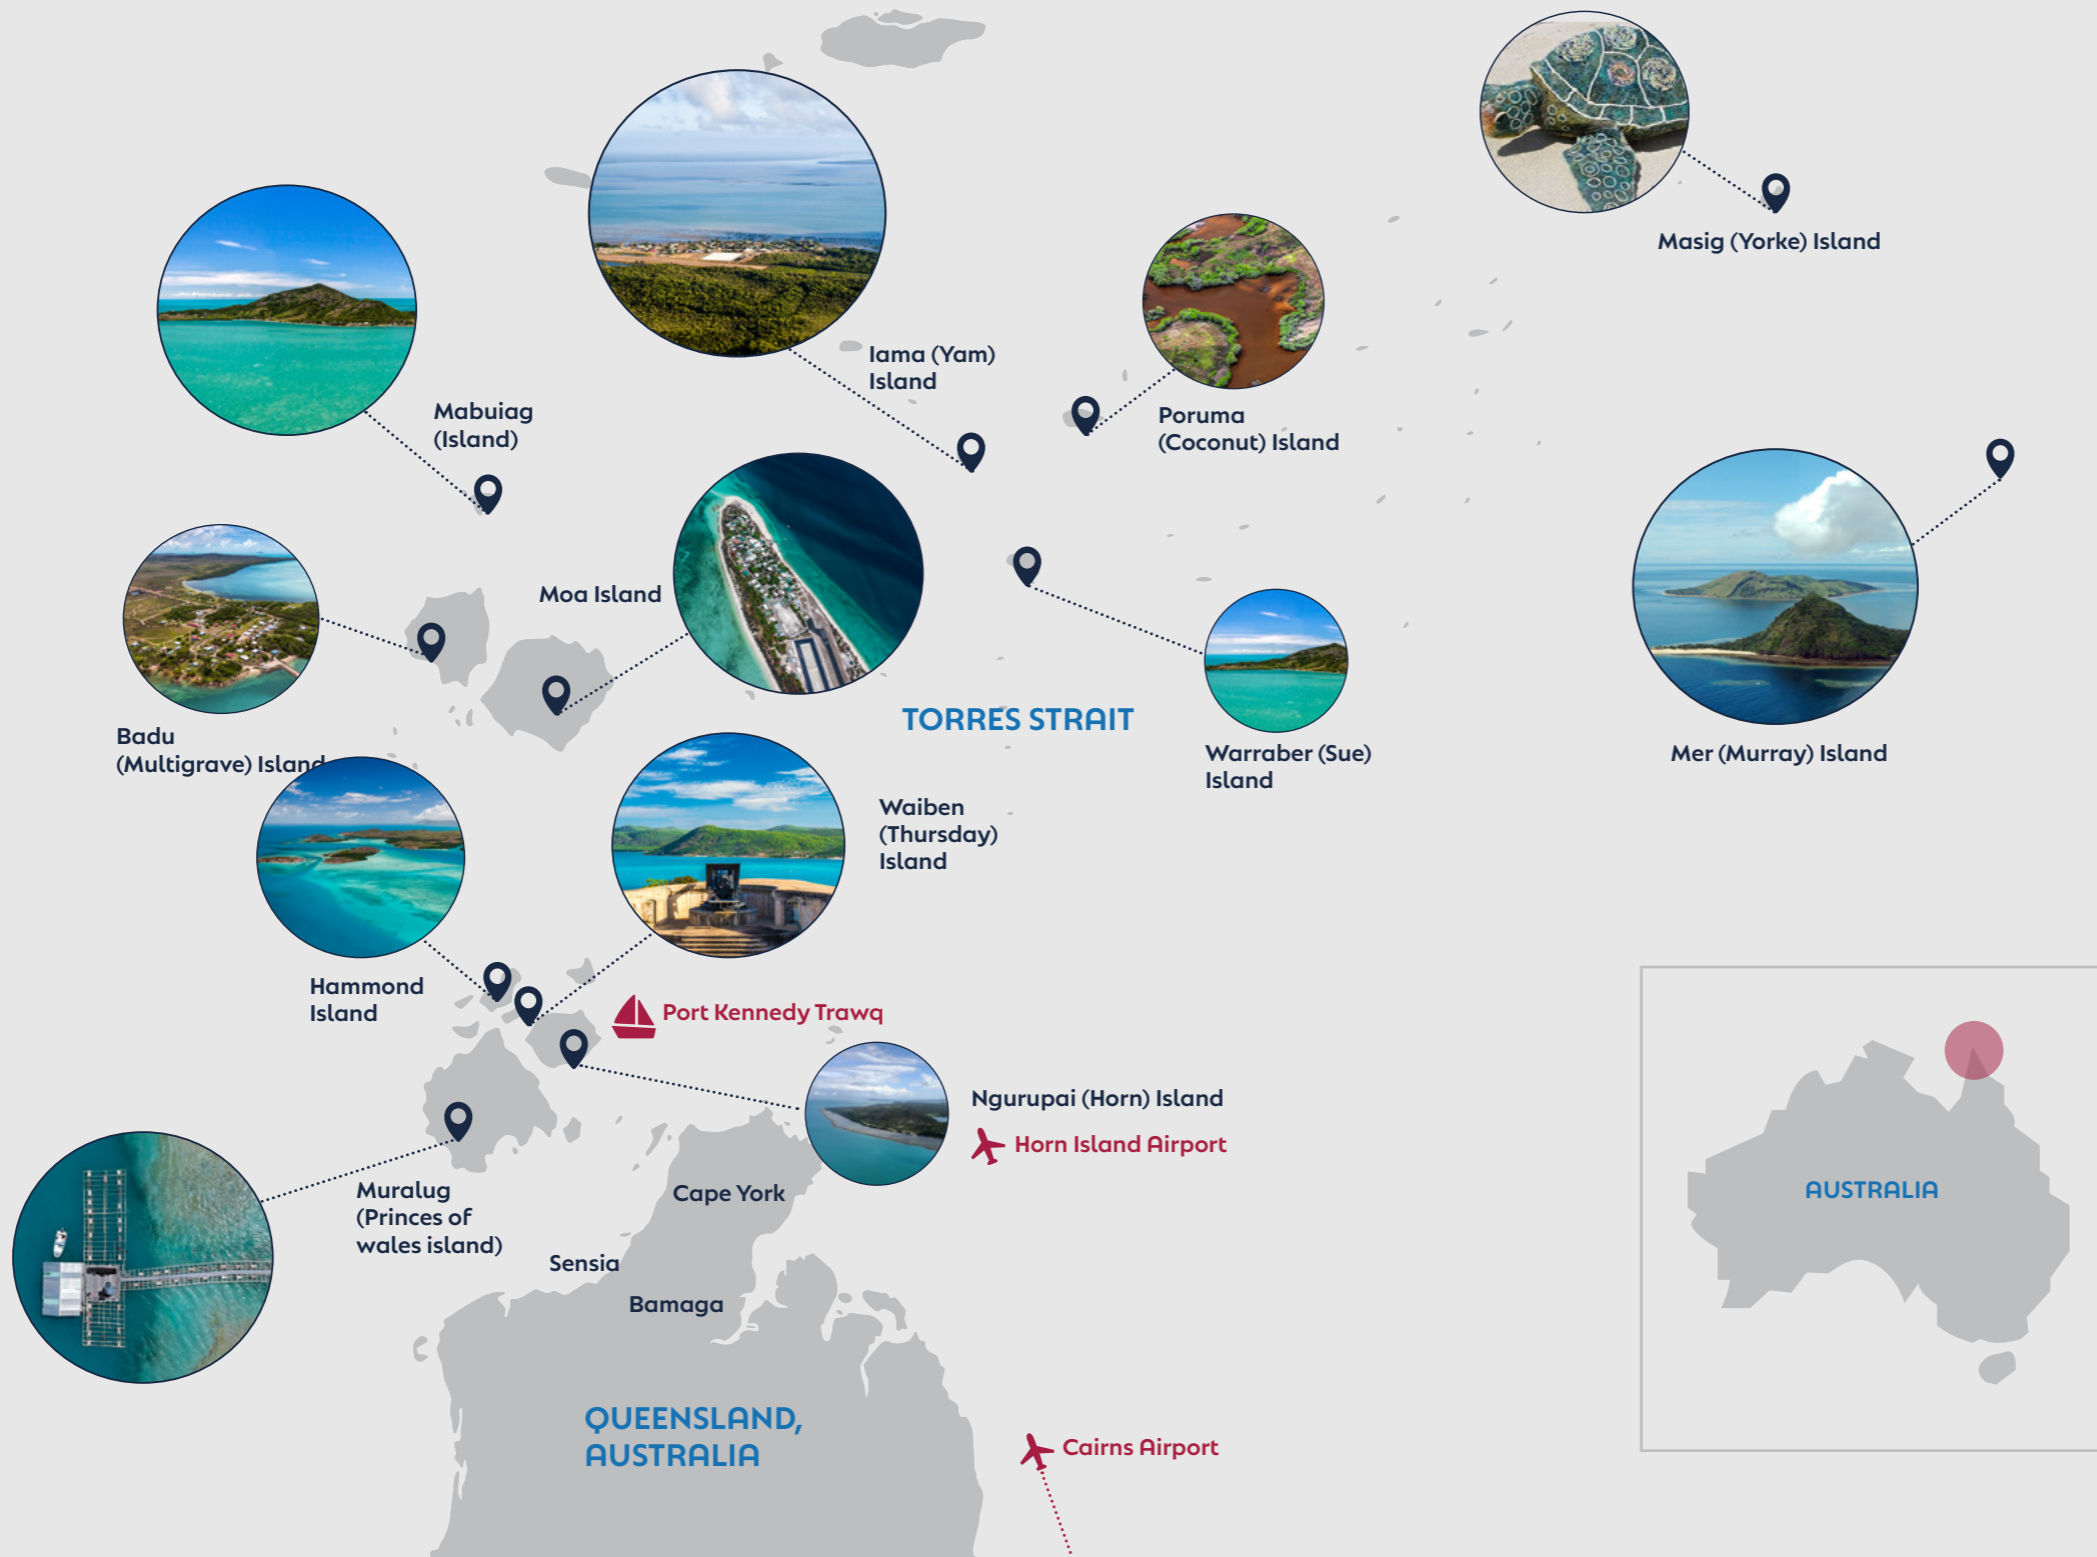 Masig (Yorke) Island
Iama (Yam)
Island
Mabuiag
(Island)
Poruma
(Coconut) Island
Moa Island
TORRES STRAIT
Badu
(Multigrave) Island
Warraber (Sue)
Island
Mer (Murray) Island
Waiben
(Thursday)
Island
Hammond
Island
Port Kennedy Trawq
Ngurupai (Horn) Island
Horn Island Airport
Muralug
(Princes of
wales island)
Cape York
Sensia
Bamaga
AUSTRALIA
QUEENSLAND,
AUSTRALIA
Cairns Airport